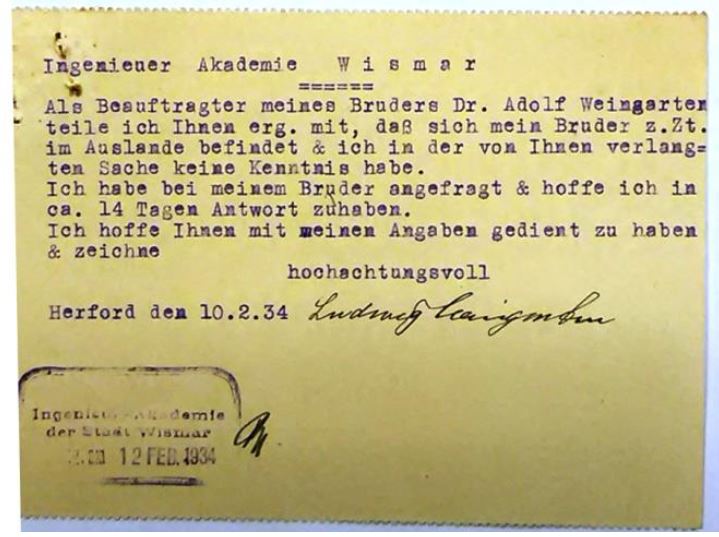 Ingenieuer Akademie W i s m a r
======
Als Beauftragter meines Bruders Dr. Adolf Weingarten
teile ich Ihnen erg. mit, daß sich mein Bruder z.Zt.
im Auslande befindet & ich in der von Ihnen verlang=
ten Sache keine Kenntnis habe.
Ich habe bei meinem Bruder angefragt & hoffe ich in
ca. 14 Tagen Antwort zuhaben.
Ich hoffe Ihnen mit meinen Angaben gedient zu haben
& zeichne
hochachtungsvoll
Herford den 10.2.34 Ludwig Weingarten
Ingenieur-Akademie
der Stadt Wismar
12 FEB. 1934